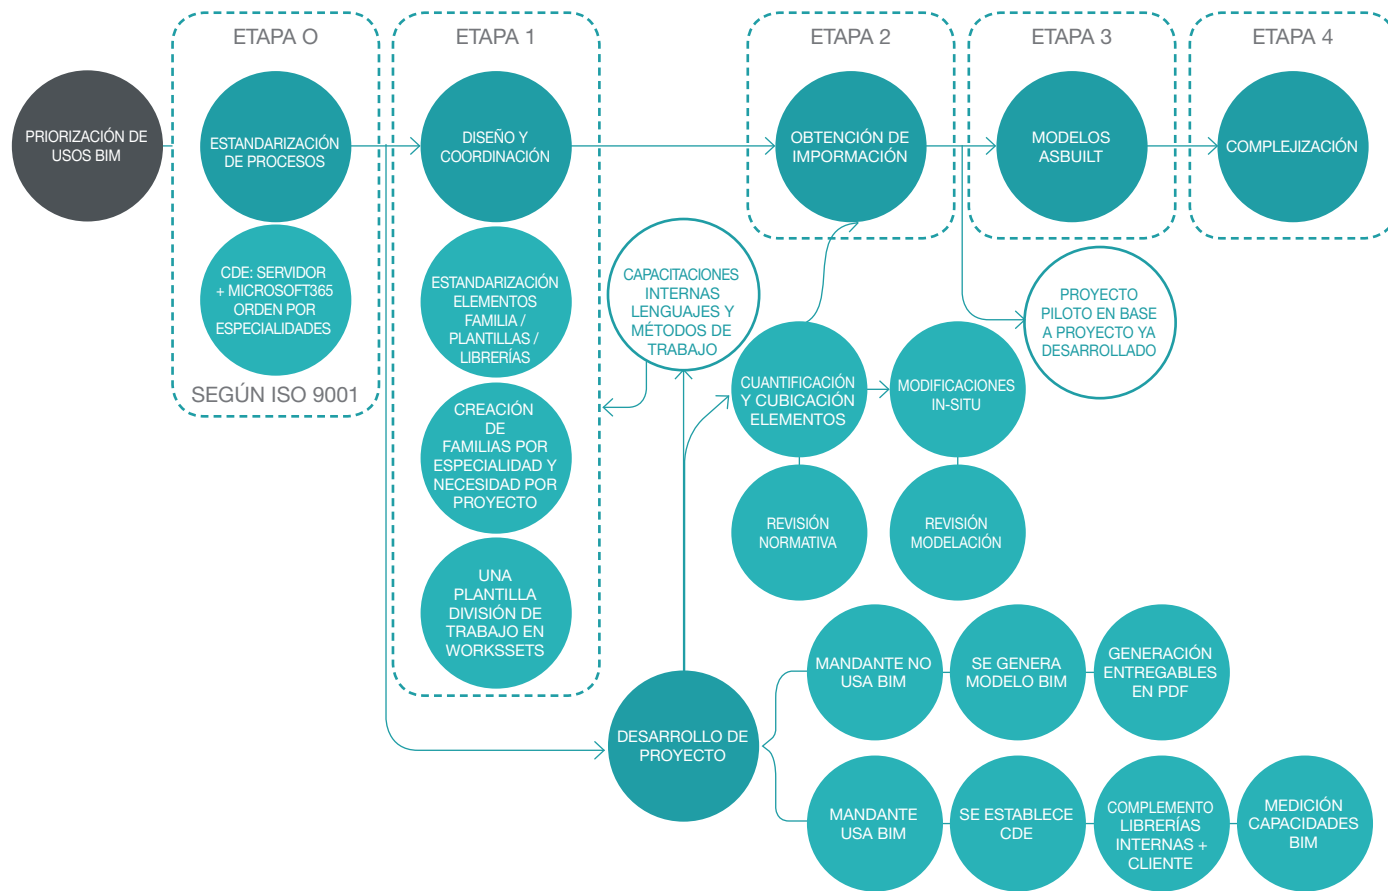 ETAPA O
ETAPA 1
ETAPA 2
ETAPA 3
ETAPA 4
PRIORIZACIÓN DE
USOS BIM
ESTANDARIZACIÓN
DE PROCESOS
DISEÑO Y
COORDINACIÓN
OBTENCIÓN DE
IMPORMACIÓN
MODELOS
ASBUILT
COMPLEJIZACIÓN
CDE: SERVIDOR
+ MICROSOFT365
ORDEN POR
ESPECIALIDADES
SEGÚN ISO 9001
ESTANDARIZACIÓN
ELEMENTOS
FAMILIA /
PLANTILLAS /
LIBRERÍAS
CREACIÓN
DE
FAMILIAS POR
ESPECIALIDAD Y
NECESIDAD POR
PROYECTO
UNA
PLANTILLA
DIVISIÓN DE
TRABAJO EN
WORKSSETS
CAPACITACIONES
INTERNAS
LENGUAJES Y
MÉTODOS DE
TRABAJO
CUANTIFICACIÓN
Y CUBICACIÓN
ELEMENTOS
MODIFICACIONES
IN-SITU
PROYECTO
PILOTO EN BASE
A PROYECTO YA
DESARROLLADO
REVISIÓN
NORMATIVA
REVISIÓN
MODELACIÓN
DESARROLLO DE
PROYECTO
MANDANTE NO
USA BIM
SE GENERA
MODELO BIM
GENERACIÓN
ENTREGABLES
EN PDF
MANDANTE
USA BIM
SE ESTABLECE
CDE
COMPLEMENTO
LIBRERÍAS
INTERNAS +
CLIENTE
MEDICIÓN
CAPACIDADES
BIM